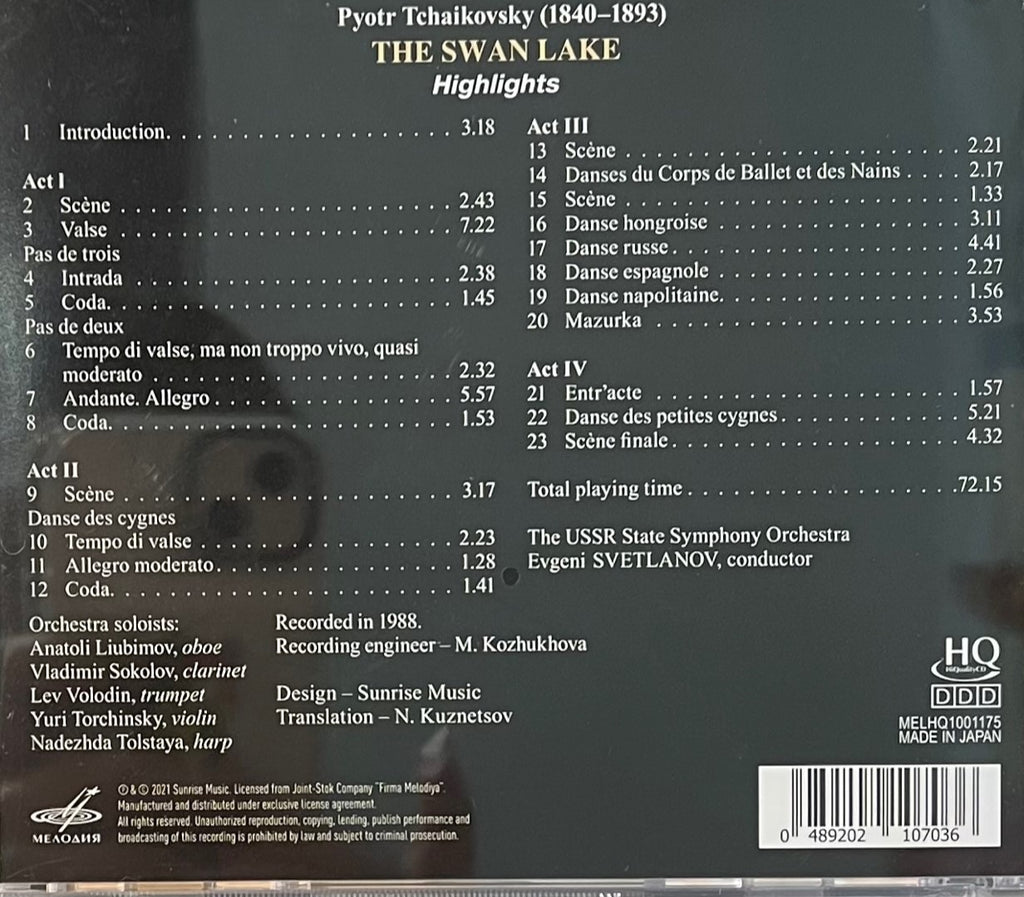 Pyotr Tchaikovsky (1840–1893)
THE SWAN LAKE
Highlights
1 Introduction. . . . . . . . . . . . . . . . . . . 3.18
Act I
2 Scène . . . . . . . . . . . . . . . . . . . . . . 2.43
3 Valse . . . . . . . . . . . . . . . . . . . . . . 7.22
Pas de trois
4 Intrada . . . . . . . . . . . . . . . . . . . . . 2.38
5 Coda. . . . . . . . . . . . . . . . . . . . . . . 1.45
Pas de deux
6 Tempo di valse, ma non troppo vivo, quasi
moderato . . . . . . . . . . . . . . . . . . . . 2.32
7 Andante. Allegro . . . . . . . . . . . . . . . . 5.57
8 Coda. . . . . . . . . . . . . . . . . . . . . . . 1.53
Act II
9 Scène . . . . . . . . . . . . . . . . . . . . . . 3.17
Danse des cygnes
10 Tempo di valse . . . . . . . . . . . . . . . . . 2.23
11 Allegro moderato. . . . . . . . . . . . . . . . 1.28
12 Coda. . . . . . . . . . . . . . . . . . . . . . . 1.41
Act III
13 Scène . . . . . . . . . . . . . . . . . . . . . . 2.21
14 Danses du Corps de Ballet et des Nains . . . . 2.17
15 Scène . . . . . . . . . . . . . . . . . . . . . . 1.33
16 Danse hongroise . . . . . . . . . . . . . . . . 3.11
17 Danse russe . . . . . . . . . . . . . . . . . . . 4.41
18 Danse espagnole . . . . . . . . . . . . . . . . 2.27
19 Danse napolitaine. . . . . . . . . . . . . . . . 1.56
20 Mazurka . . . . . . . . . . . . . . . . . . . . 3.53
Act IV
21 Entr'acte . . . . . . . . . . . . . . . . . . . . 1.57
22 Danse des petites cygnes . . . . . . . . . . . . 5.21
23 Scène finale . . . . . . . . . . . . . . . . . . . 4.32
Total playing time . . . . . . . . . . . . . . . . . .72.15
The USSR State Symphony Orchestra
Evgeni SVETLANOV, conductor
Orchestra soloists:
Anatoli Liubimov, oboe
Vladimir Sokolov, clarinet
Lev Volodin, trumpet
Yuri Torchinsky, violin
Nadezhda Tolstaya, harp
Recorded in 1988.
Recording engineer – M. Kozhukhova
Design – Sunrise Music
Translation – N. Kuznetsov
HQ
HiQualityCD
DDD
MELHQ1001175
MADE IN JAPAN
МЕЛОДИЯ
℗ & © 2021 Sunrise Music. Licensed from Joint-Stok Company "Firma Melodiya".
Manufactured and distributed under exclusive license agreement.
All rights reserved. Unauthorized reproduction, copying, lending, publish performance and
broadcasting of this recording is prohibited by law and subject to criminal prosecution.
0 489202 107036